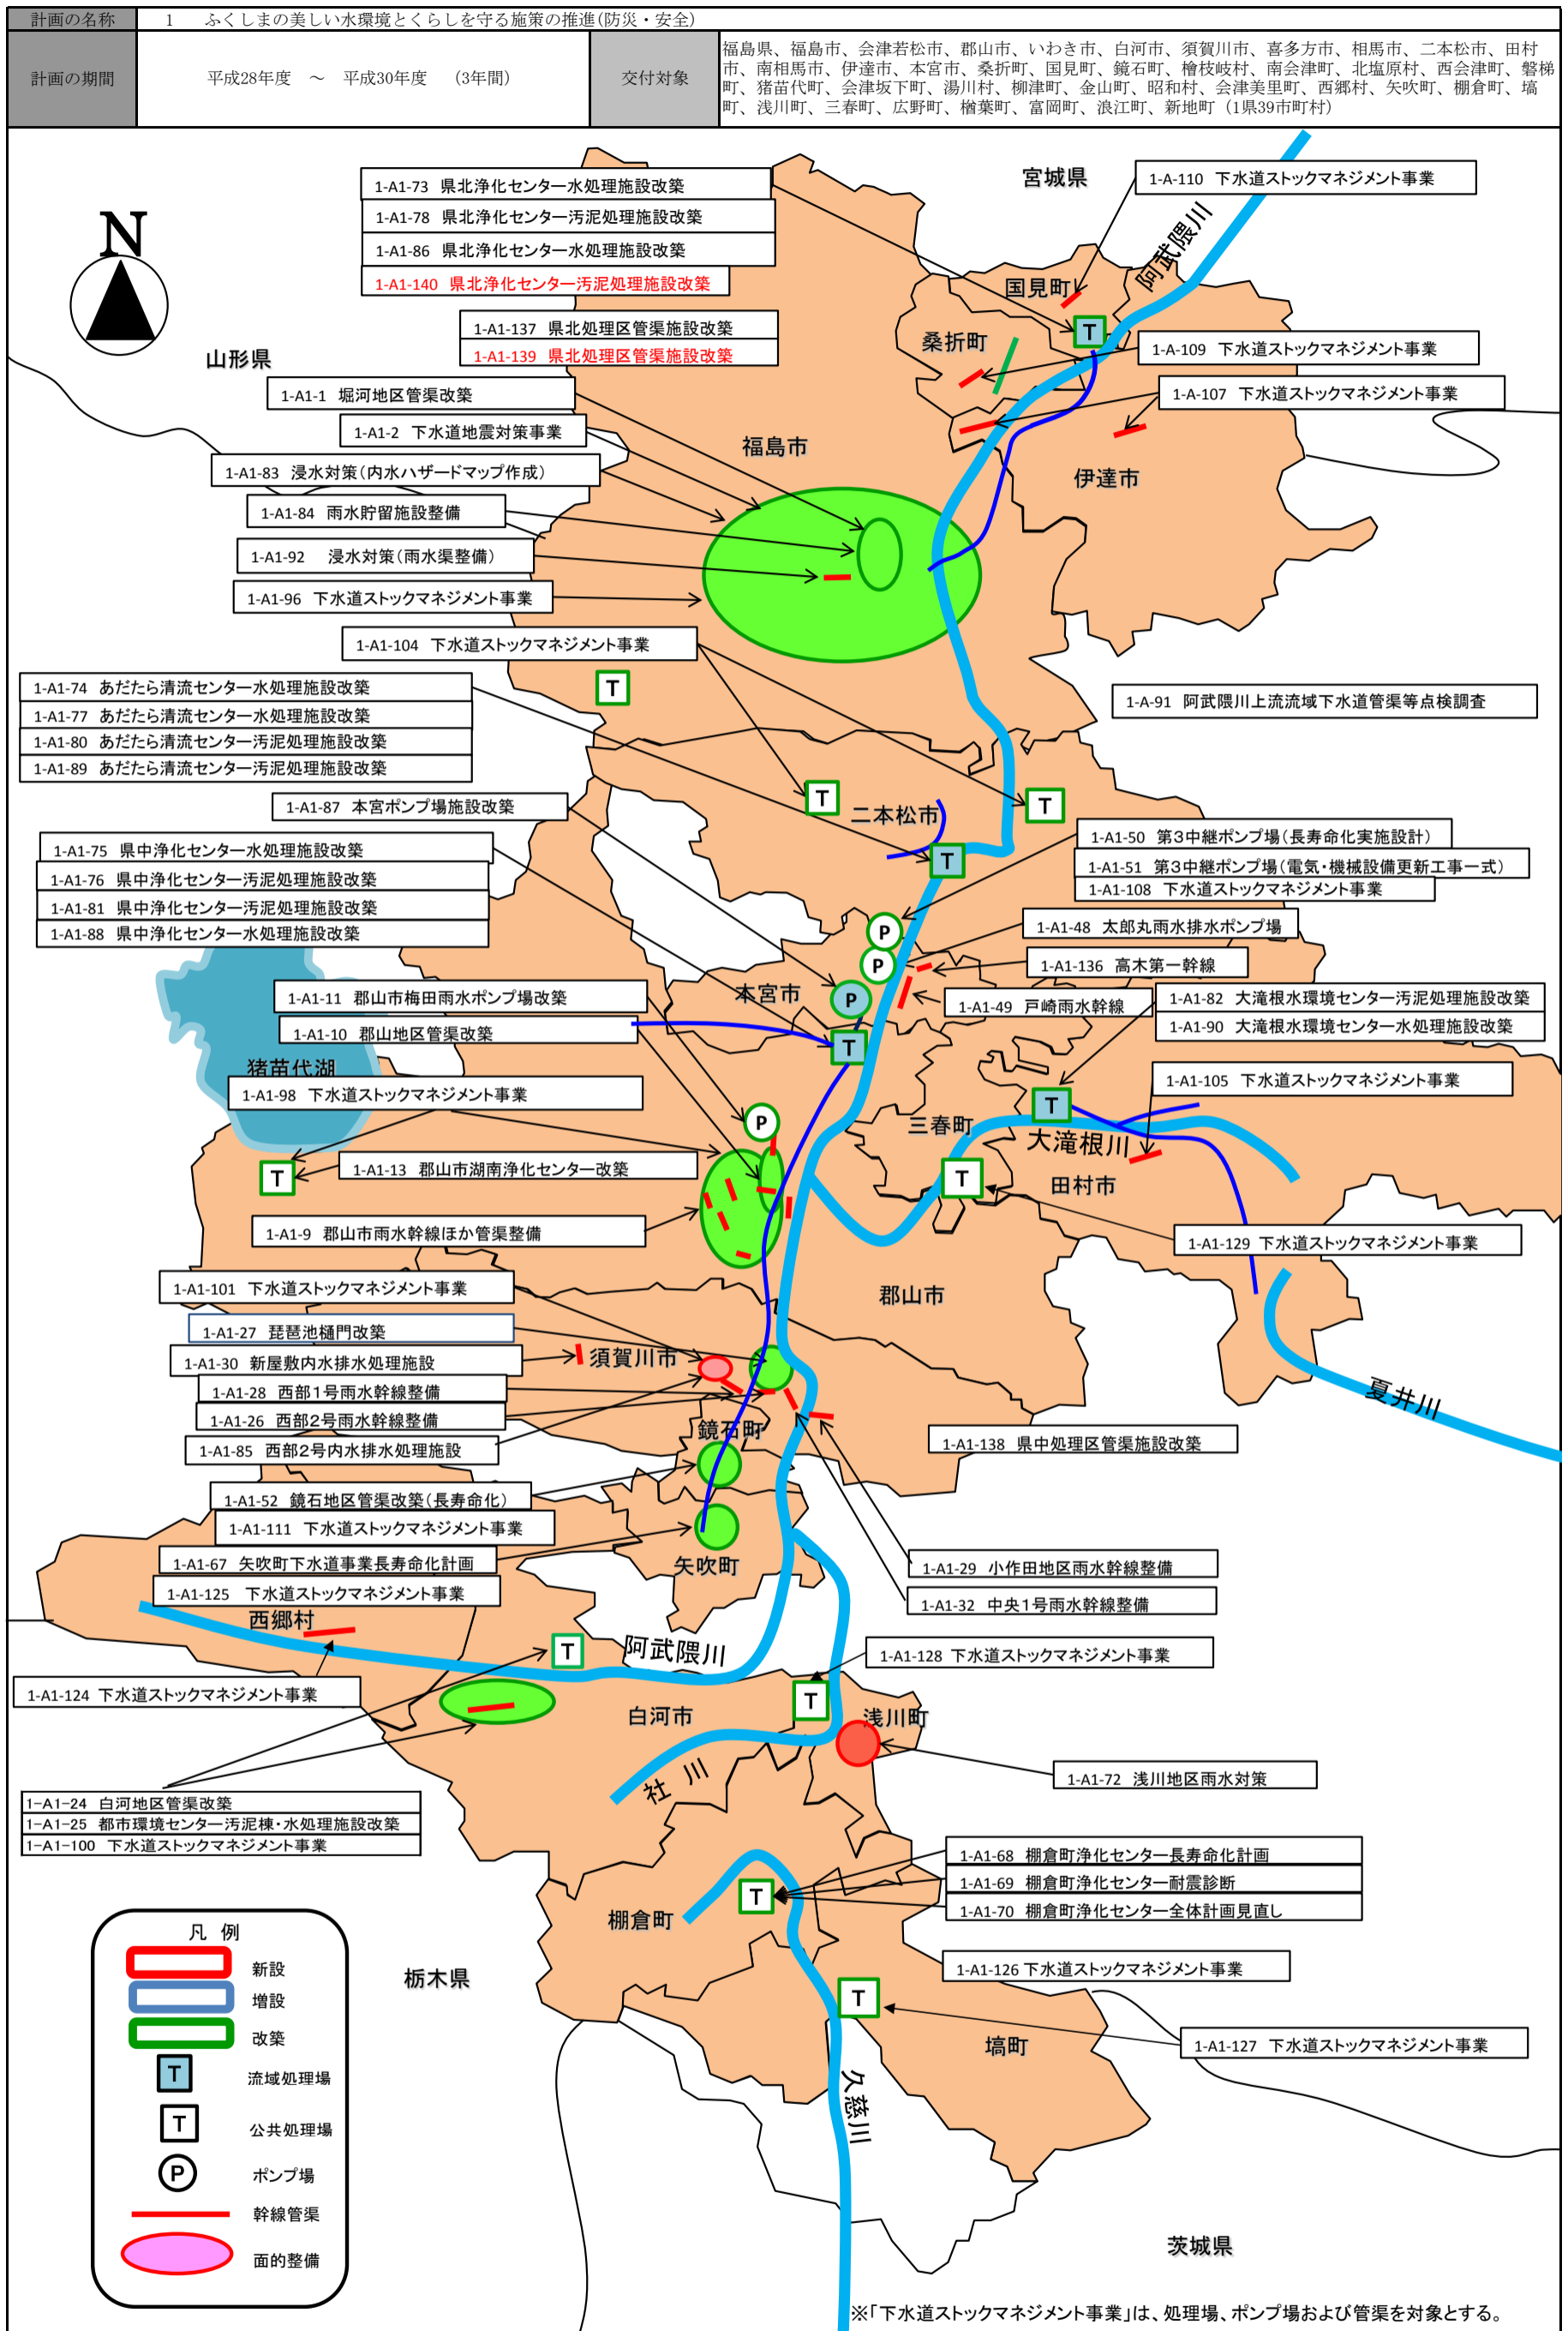 計画の名称
1　ふくしまの美しい水環境とくらしを守る施策の推進(防災・安全)
計画の期間
平成28年度　～　平成30年度　(3年間)
交付対象
福島県、福島市、会津若松市、郡山市、いわき市、白河市、須賀川市、喜多方市、相馬市、二本松市、田村
市、南相馬市、伊達市、本宮市、桑折町、国見町、鏡石町、檜枝岐村、南会津町、北塩原村、西会津町、磐梯
町、猪苗代町、会津坂下町、湯川村、柳津町、金山町、昭和村、会津美里町、西郷村、矢吹町、棚倉町、塙
町、浅川町、三春町、広野町、楢葉町、富岡町、浪江町、新地町（1県39市町村）
N
宮城県
1-A1-73 県北浄化センター水処理施設改築
1-A1-78 県北浄化センター汚泥処理施設改築
1-A1-86 県北浄化センター水処理施設改築
1-A1-140 県北浄化センター汚泥処理施設改築
1-A-110 下水道ストックマネジメント事業
阿武隈川
国見町
T
1-A1-137 県北処理区管渠施設改築
1-A1-139 県北処理区管渠施設改築
桑折町
1-A-109 下水道ストックマネジメント事業
山形県
1-A-107 下水道ストックマネジメント事業
1-A1-1 堀河地区管渠改築
1-A1-2 下水道地震対策事業
福島市
伊達市
1-A1-83 浸水対策（内水ハザードマップ作成）
1-A1-84 雨水貯留施設整備
1-A1-92 浸水対策（雨水渠整備）
1-A1-96 下水道ストックマネジメント事業
1-A1-104 下水道ストックマネジメント事業
T
1-A1-74 あだたら清流センター水処理施設改築
1-A1-77 あだたら清流センター水処理施設改築
1-A1-80 あだたら清流センター汚泥処理施設改築
1-A1-89 あだたら清流センター汚泥処理施設改築
1-A-91 阿武隈川上流流域下水道管渠等点検調査
T
T
二本松市
1-A1-87 本宮ポンプ場施設改築
T
1-A1-50 第３中継ポンプ場（長寿命化実施設計）
1-A1-51 第３中継ポンプ場（電気・機械設備更新工事一式）
1-A1-108 下水道ストックマネジメント事業
1-A1-75 県中浄化センター水処理施設改築
1-A1-76 県中浄化センター汚泥処理施設改築
1-A1-81 県中浄化センター汚泥処理施設改築
1-A1-88 県中浄化センター水処理施設改築
P
P
1-A1-48 太郎丸雨水排水ポンプ場
1-A1-136 高木第一幹線
本宮市
P
1-A1-49 戸崎雨水幹線
1-A1-82 大滝根水環境センター汚泥処理施設改築
1-A1-90 大滝根水環境センター水処理施設改築
1-A1-11 郡山市梅田雨水ポンプ場改築
1-A1-10 郡山地区管渠改築
T
猪苗代湖
1-A1-98 下水道ストックマネジメント事業
1-A1-105 下水道ストックマネジメント事業
T
P
三春町
大滝根川
T
1-A1-13 郡山市湖南浄化センター改築
T
田村市
1-A1-9 郡山市雨水幹線ほか管渠整備
1-A1-129 下水道ストックマネジメント事業
1-A1-101 下水道ストックマネジメント事業
郡山市
1-A1-27 琵琶池樋門改築
1-A1-30 新屋敷内水排水処理施設
須賀川市
1-A1-28 西部１号雨水幹線整備
1-A1-26 西部２号雨水幹線整備
夏井川
1-A1-85 西部２号内水排水処理施設
鏡石町
1-A1-138 県中処理区管渠施設改築
1-A1-52 鏡石地区管渠改築（長寿命化）
1-A1-111 下水道ストックマネジメント事業
1-A1-67 矢吹町下水道事業長寿命化計画
矢吹町
1-A1-29 小作田地区雨水幹線整備
1-A1-125 下水道ストックマネジメント事業
1-A1-32 中央１号雨水幹線整備
西郷村
T
阿武隈川
1-A1-128 下水道ストックマネジメント事業
1-A1-124 下水道ストックマネジメント事業
T
白河市
浅川町
社川
1-A1-72 浅川地区雨水対策
1-A1-24 白河地区管渠改築
1-A1-25 都市環境センター汚泥棟・水処理施設改築
1-A1-100 下水道ストックマネジメント事業
1-A1-68 棚倉町浄化センター長寿命化計画
1-A1-69 棚倉町浄化センター耐震診断
1-A1-70 棚倉町浄化センター全体計画見直し
T
棚倉町
1-A1-126 下水道ストックマネジメント事業
栃木県
T
塙町
1-A1-127 下水道ストックマネジメント事業
久慈川
凡 例
新設
増設
改築
T
流域処理場
T
公共処理場
P
ポンプ場
幹線管渠
面的整備
茨城県
※「下水道ストックマネジメント事業」は、処理場、ポンプ場および管渠を対象とする。